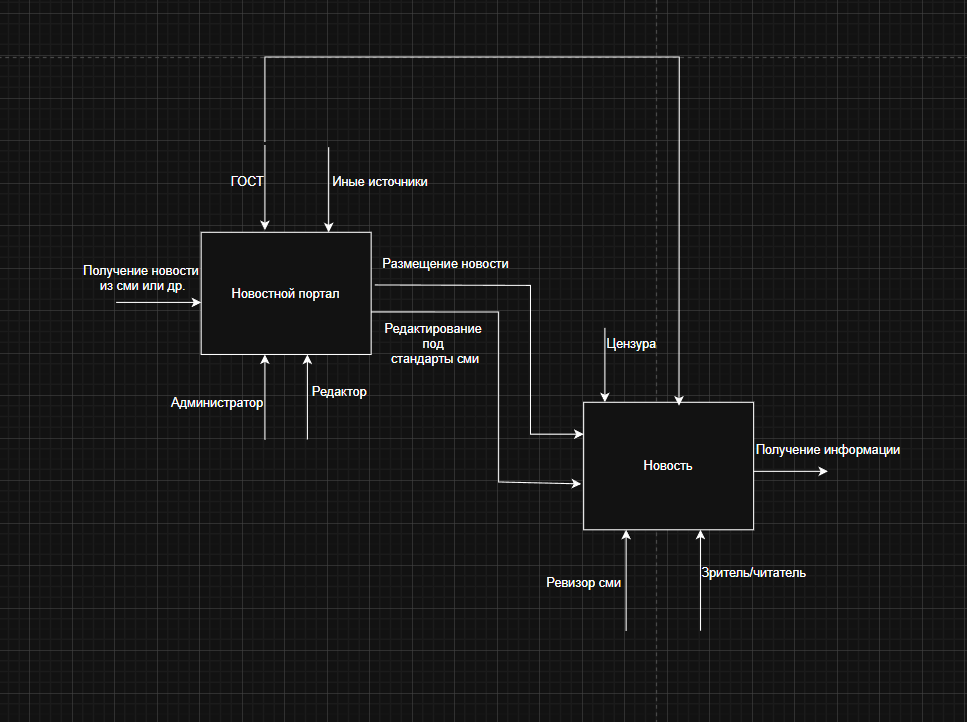 ГОСТ
Иные источники
Получение новости
из сми или др.
Новостной портал
Размещение новости
Редактирование
под
стандарты сми
Администратор
Редактор
Цензура
Новость
Получение информации
Ревизор сми
Зритель/читатель